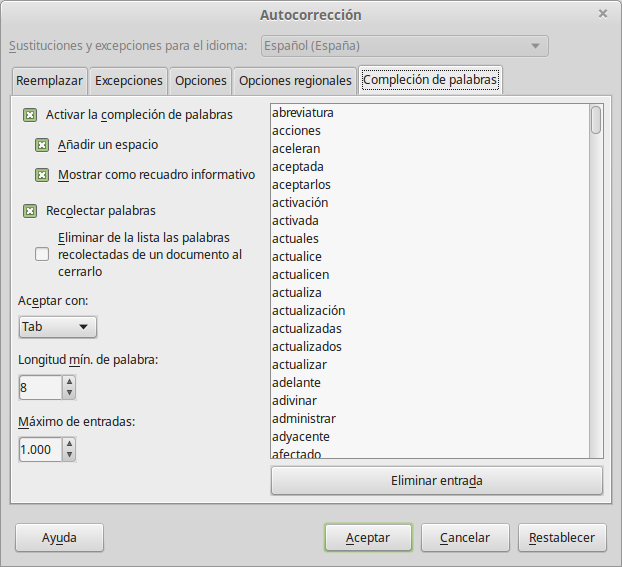 Autocorrección
Sustituciones y excepciones para el idioma: Español (España)
Reemplazar Excepciones Opciones Opciones regionales Compleción de palabras
Activar la compleción de palabras
Añadir un espacio
Mostrar como recuadro informativo
Recolectar palabras
Eliminar de la lista las palabras
recolectadas de un documento al
cerrarlo
Aceptar con:
Tab
Longitud mín. de palabra:
8
Máximo de entradas:
1.000
abreviatura
acciones
aceleran
aceptada
aceptarlos
activación
activada
actuales
actualice
actualicen
actualiza
actualización
actualizadas
actualizados
actualizar
adelante
adivinar
administrar
adyacente
afectado
Eliminar entrada
Ayuda Aceptar Cancelar Restablecer